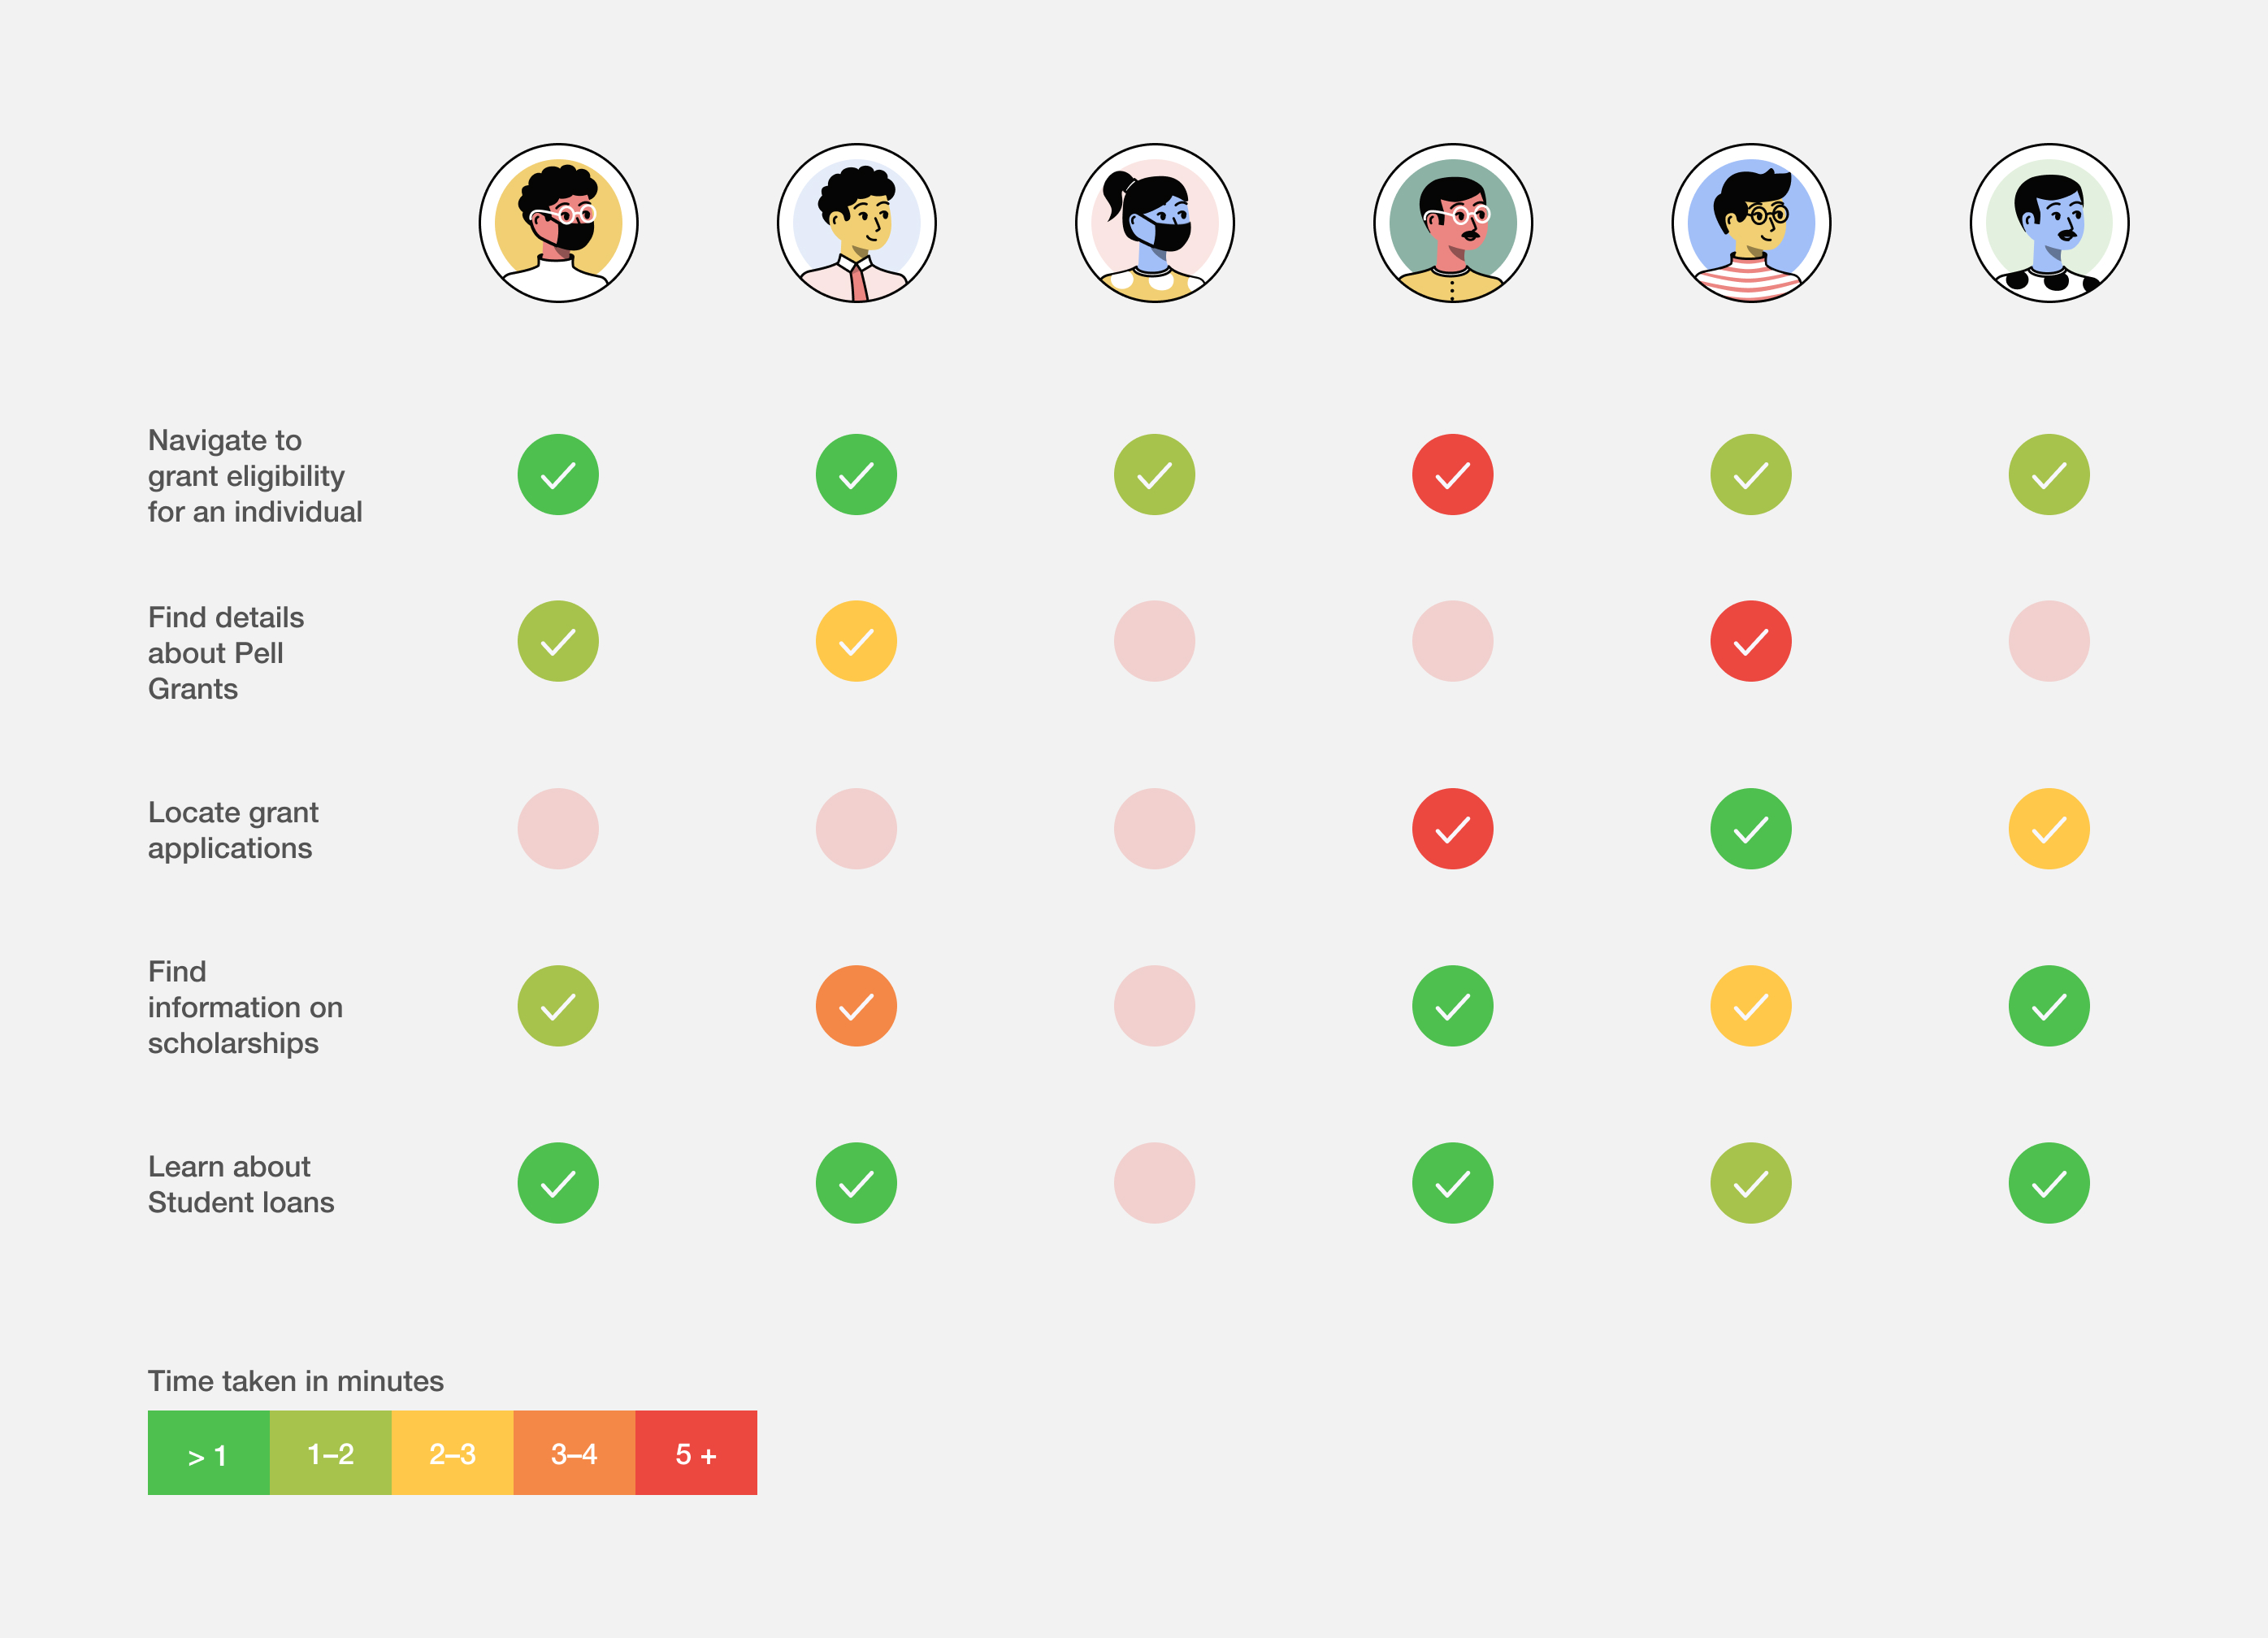 Navigate to
grant eligibility
for an individual
Find details
about Pell
Grants
Locate grant
applications
Find
information on
scholarships
Learn about
Student loans
Time taken in minutes
> 1
1–2
2–3
3–4
5 +